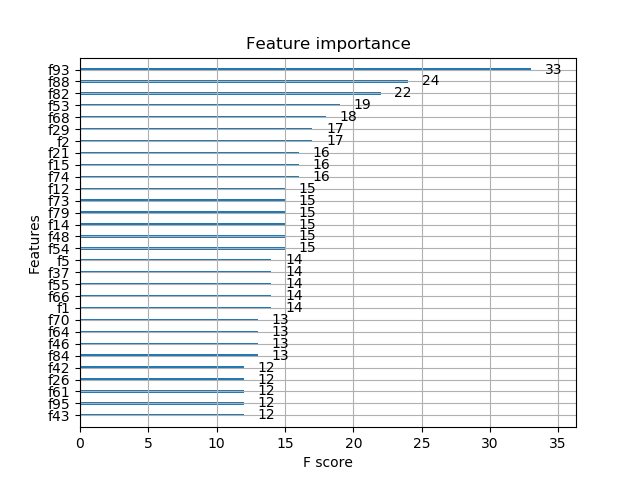 Feature importance
f93 33
f88 24
f82 22
f53 19
f68 18
f29 17
f2 17
f21 16
f15 16
f74 16
f12 15
f73 15
f79 15
f14 15
f48 15
f54 15
f5 14
f37 14
f55 14
f66 14
f1 14
f70 13
f64 13
f46 13
f84 13
f42 12
f26 12
f61 12
f95 12
f43 12
Features
0 5 10 15 20 25 30 35
F score